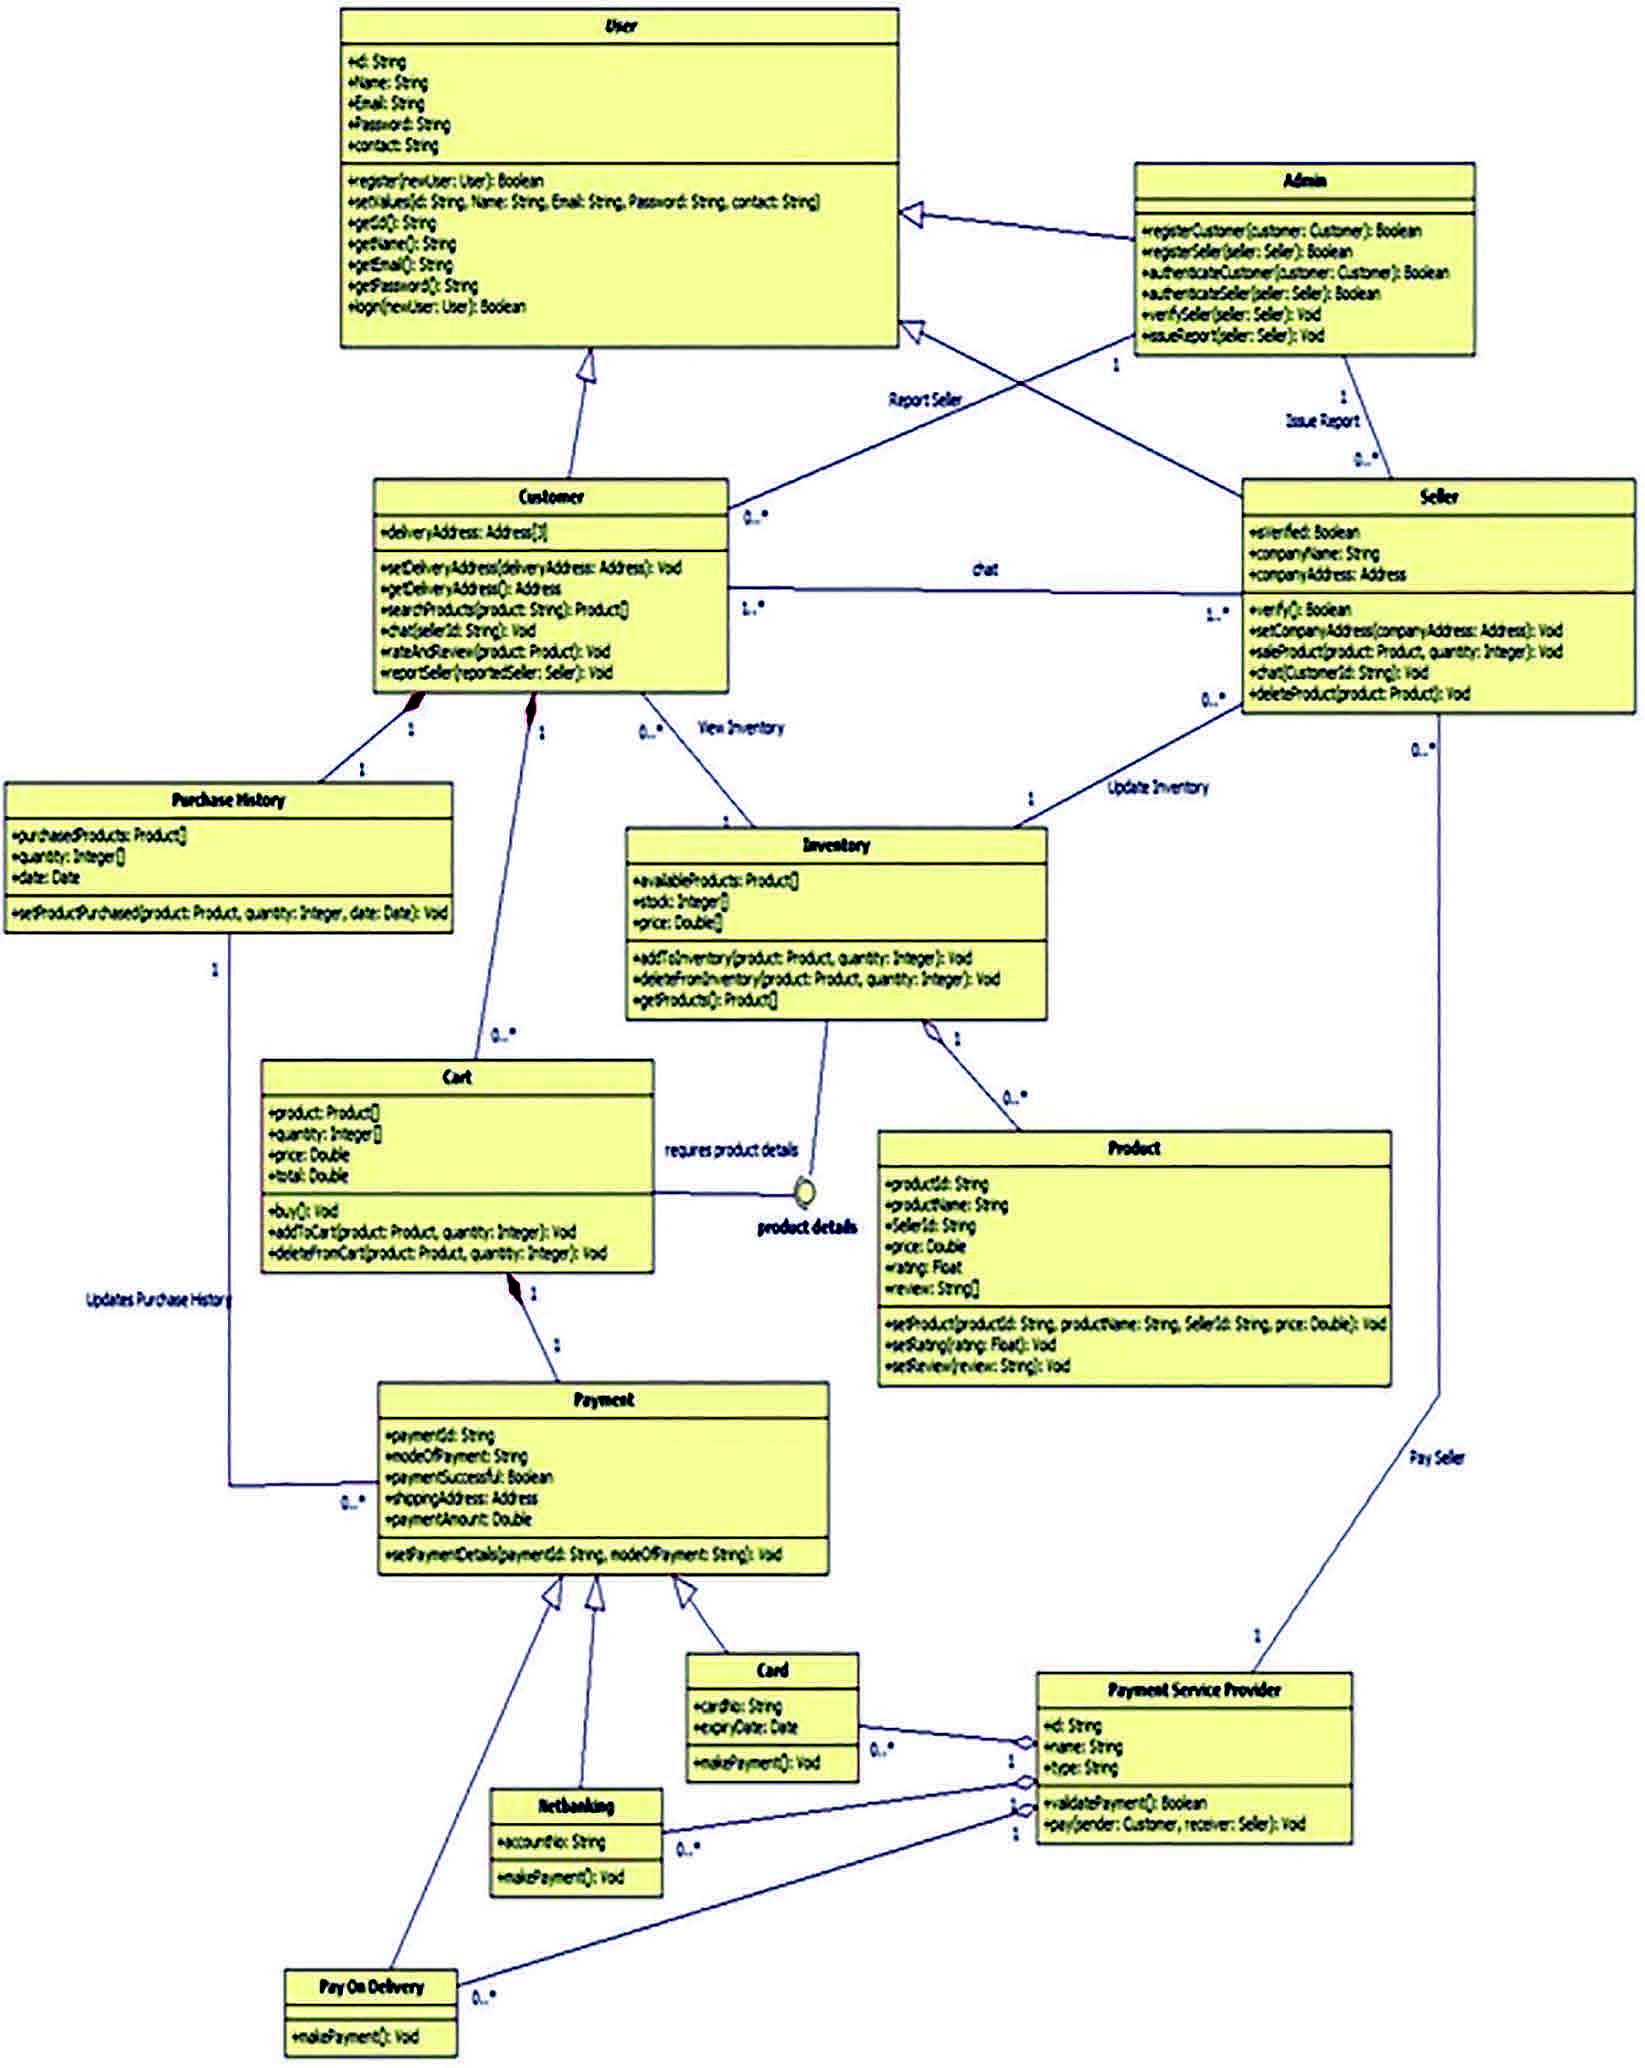 User
+id: String
+Name: String
+Email: String
+Password: String
+contact: String
+register(newUser: User): Boolean
+setValues(id: String, Name: String, Email: String, Password: String, contact: String)
+getId(): String
+getName(): String
+getEmail(): String
+getPassword(): String
+login(newUser: User): Boolean
Admin
+registerCustomer(customer: Customer): Boolean
+registerSeller(seller: Seller): Boolean
+authenticateCustomer(customer: Customer): Boolean
+authenticateSeller(seller: Seller): Boolean
+verifySeller(seller: Seller): Void
+issueReport(seller: Seller): Void
1
Report Seller
0..*
1
Issue Report
0..*
Customer
+deliveryAddress: Address[3]
+setDeliveryAddress(deliveryAddress: Address): Void
+getDeliveryAddress(): Address
+searchProducts(product: String): Product[]
+chat(sellerId: String): Void
+rateAndReview(product: Product): Void
+reportSeller(reportedSeller: Seller): Void
chat
1..*
1..*
Seller
+isVerified: Boolean
+companyName: String
+companyAddress: Address
+verify(): Boolean
+setCompanyAddress(companyAddress: Address): Void
+saleProduct(product: Product, quantity: Integer): Void
+chat(CustomerId: String): Void
+deleteProduct(product: Product): Void
1
1
1
0..*
View Inventory
1
0..*
Update Inventory
1
0..*
Purchase History
+purchasedProducts: Product[]
+quantity: Integer[]
+date: Date
+setProductPurchased(product: Product, quantity: Integer, date: Date): Void
1
Inventory
+availableProducts: Product[]
+stock: Integer[]
+price: Double[]
+addToInventory(product: Product, quantity: Integer): Void
+deleteFromInventory(product: Product, quantity: Integer): Void
+getProducts(): Product[]
0..*
1
0..*
Cart
+product: Product[]
+quantity: Integer[]
+price: Double
+total: Double
+buy(): Void
+addToCart(product: Product, quantity: Integer): Void
+deleteFromCart(product: Product, quantity: Integer): Void
requires product details
product details
Product
+productId: String
+productName: String
+SellerId: String
+price: Double
+rating: Float
+review: String[]
+setProduct(productId: String, productName: String, SellerId: String, price: Double): Void
+setRating(rating: Float): Void
+setReview(review: String): Void
Updates Purchase History
1
1
Payment
+paymentId: String
+modeOfPayment: String
+paymentSuccessful: Boolean
+shippingAddress: Address
+paymentAmount: Double
+setPaymentDetails(paymentId: String, modeOfPayment: String): Void
0..*
Pay Seller
1
Card
+cardNo: String
+expiryDate: Date
+makePayment(): Void
0..*
1
Payment Service Provider
+id: String
+name: String
+type: String
+validatePayment(): Boolean
+pay(sender: Customer, receiver: Seller): Void
Netbanking
+accountNo: String
+makePayment(): Void
0..*
1
1
Pay On Delivery
+makePayment(): Void
0..*